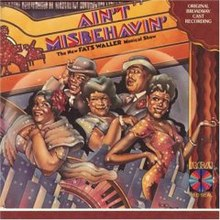 AIN'T
MISBEHAVIN'
The New FATS WALLER Musical Show
ORIGINAL
BROADWAY
CAST
RECORDING